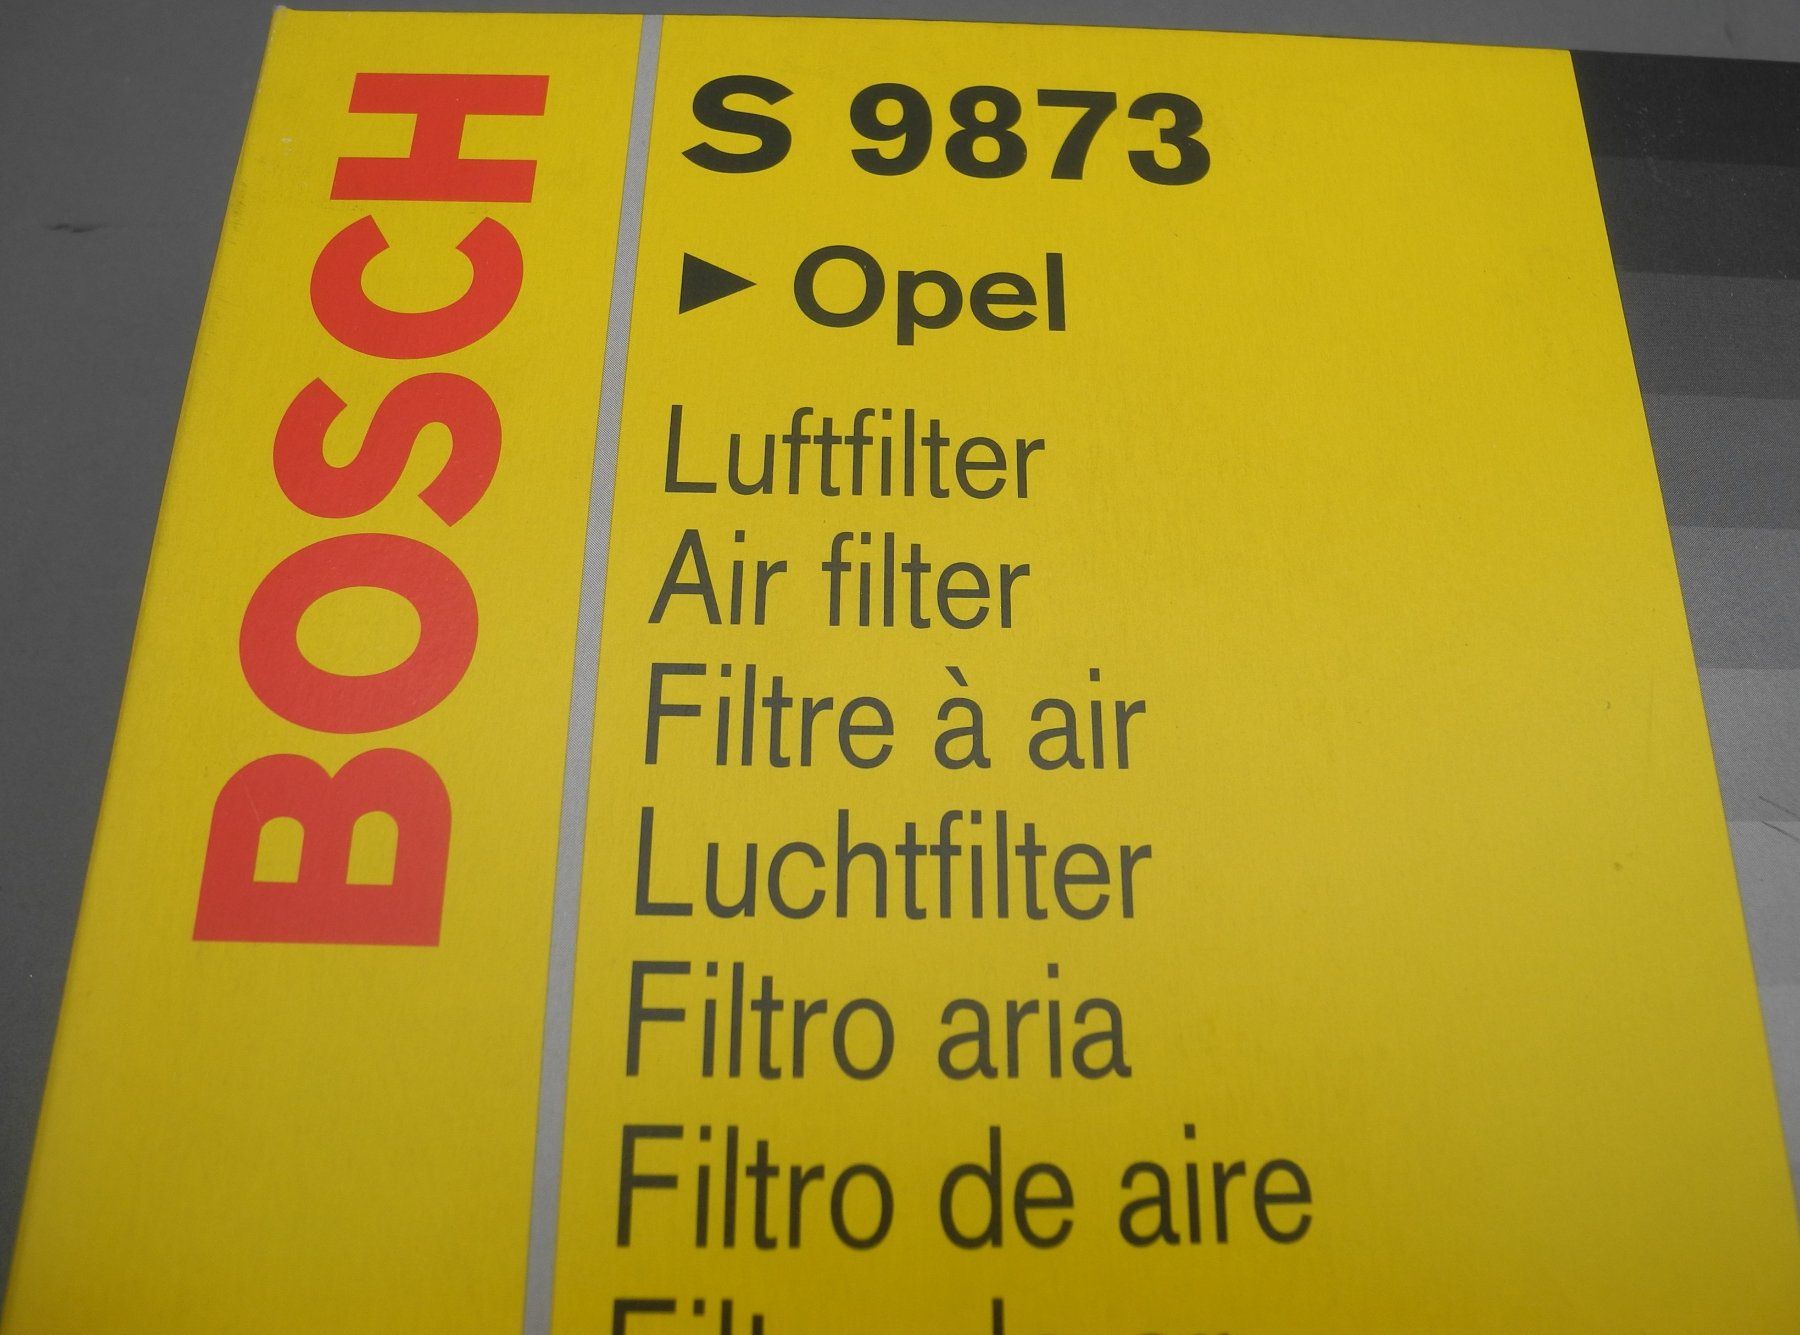 BOSCH
S 9873
► Opel
Luftfilter
Air filter
Filtre à air
Luchtfilter
Filtro aria
Filtro de aire